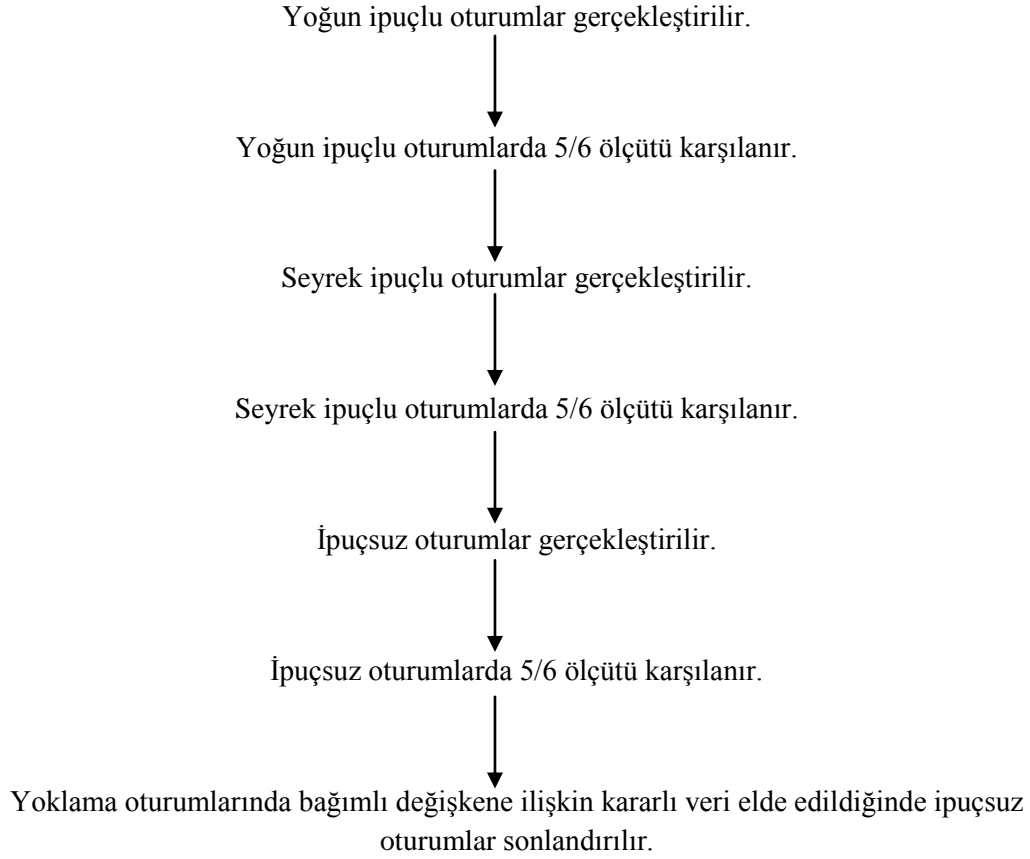 Yoğun ipuçlu oturumlar gerçekleştirilir.
Yoğun ipuçlu oturumlarda 5/6 ölçütü karşılanır.
Seyrek ipuçlu oturumlar gerçekleştirilir.
Seyrek ipuçlu oturumlarda 5/6 ölçütü karşılanır.
İpuçsuz oturumlar gerçekleştirilir.
İpuçsuz oturumlarda 5/6 ölçütü karşılanır.
Yoklama oturumlarında bağımlı değişkene ilişkin kararlı veri elde edildiğinde ipuçsuz
oturumlar sonlandırılır.